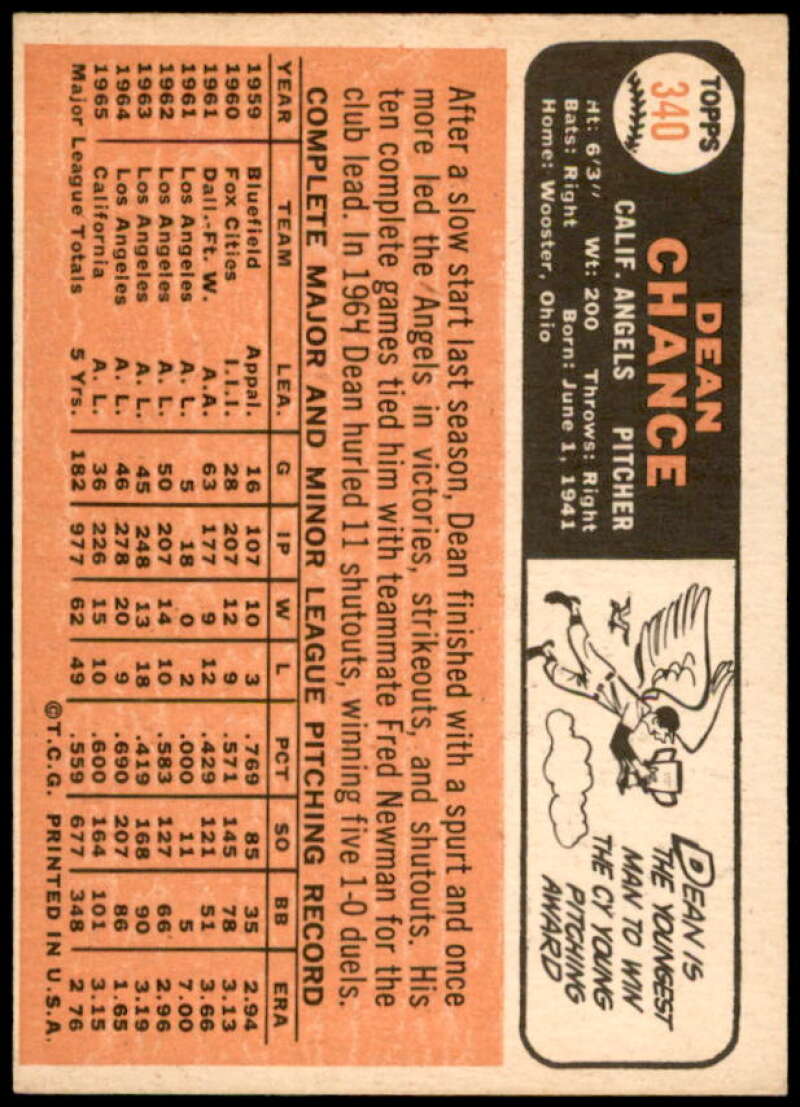 TOPPS
340
DEAN
CHANCE
CALIF. ANGELS PITCHER
Ht: 6'3" Wt: 200 Throws: Right
Bats: Right Born: June 1, 1941
Home: Wooster, Ohio
DEAN IS
THE YOUNGEST
MAN TO WIN
THE CY YOUNG
PITCHING
AWARD
After a slow start last season, Dean finished with a spurt and once
more led the Angels in victories, strikeouts, and shutouts. His
ten complete games tied him with teammate Fred Newman for the
club lead. In 1964 Dean hurled 11 shutouts, winning five 1-0 duels.
COMPLETE MAJOR AND MINOR LEAGUE PITCHING RECORD
YEAR TEAM LEA. G IP W L PCT SO BB ERA
1959 Bluefield Appal. 16 107 10 3 .769 85 35 2.94
1960 Fox Cities I.I.I. 28 207 12 9 .571 145 78 3.13
1961 Dall.-Ft. W. A.A. 63 177 9 12 .429 121 51 3.66
1961 Los Angeles A. L. 5 18 0 2 .000 11 5 7.00
1962 Los Angeles A. L. 50 207 14 10 .583 127 66 2.96
1963 Los Angeles A. L. 45 248 13 18 .419 168 90 3.19
1964 Los Angeles A. L. 46 278 20 9 .690 207 86 1.65
1965 California A. L. 36 226 15 10 .600 164 101 3.15
Major League Totals 5 Yrs. 182 977 62 49 .559 677 348 2.76
©T.C.G. PRINTED IN U.S.A.